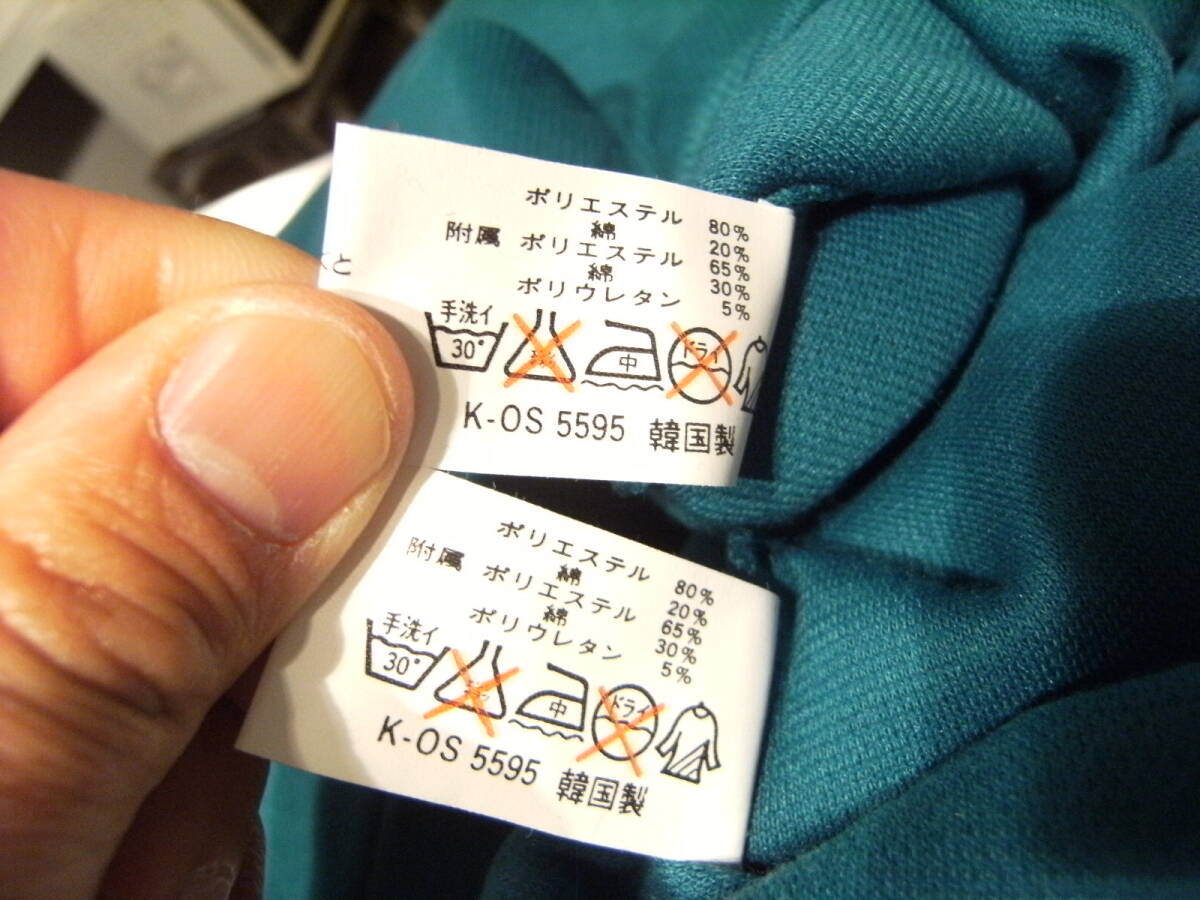 ポリエステル 80%
綿 20%
附属 ポリエステル 65%
綿 30%
ポリウレタン 5%
手洗イ
30° 中 ドライ
K-OS 5595 韓国製
ポリエステル 80%
綿 20%
附属 ポリエステル 65%
綿 30%
ポリウレタン 5%
手洗イ
30° 中 ドライ
K-OS 5595 韓国製